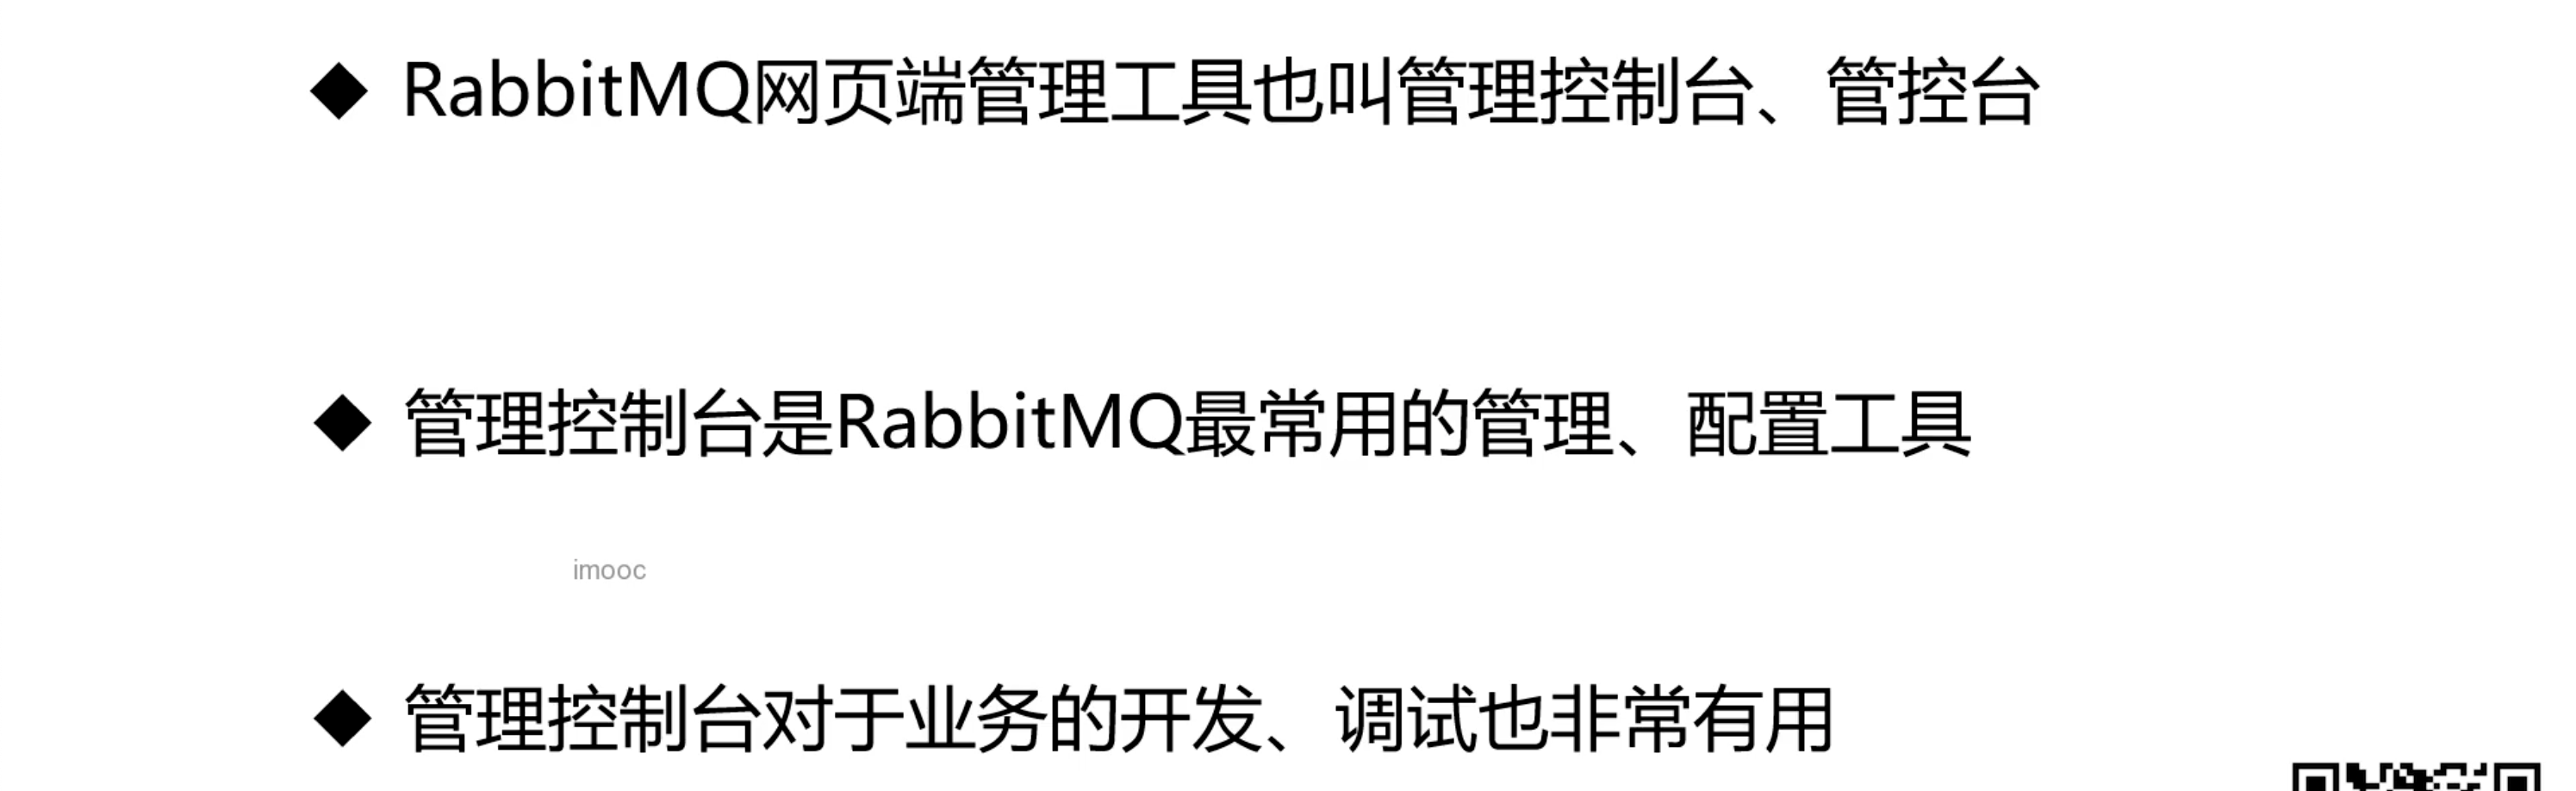 ◆ RabbitMQ网页端管理工具也叫管理控制台、管控台
◆ 管理控制台是RabbitMQ最常用的管理、配置工具
imooc
◆ 管理控制台对于业务的开发、调试也非常有用